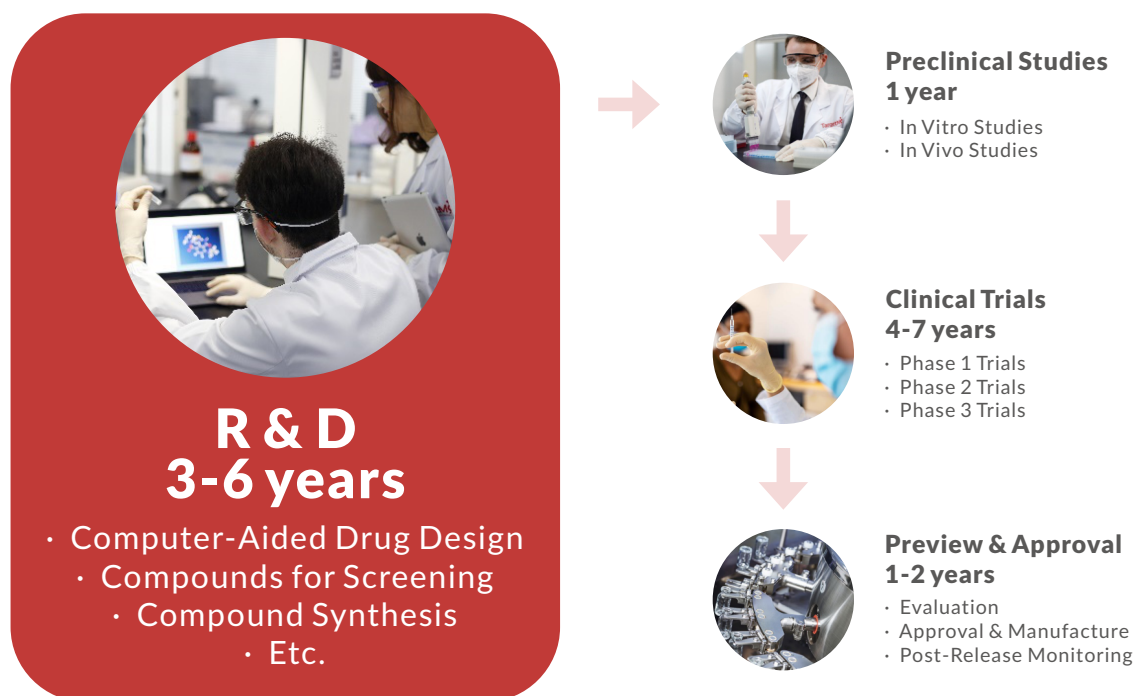 R & D
3-6 years
· Computer-Aided Drug Design
· Compounds for Screening
· Compound Synthesis
· Etc.
Preclinical Studies
1 year
· In Vitro Studies
· In Vivo Studies
Clinical Trials
4-7 years
· Phase 1 Trials
· Phase 2 Trials
· Phase 3 Trials
Preview & Approval
1-2 years
· Evaluation
· Approval & Manufacture
· Post-Release Monitoring